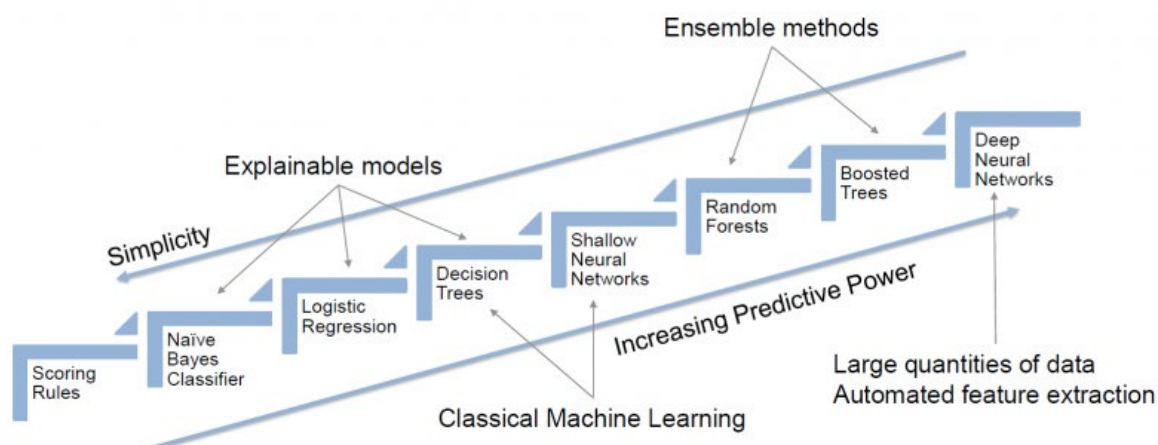 Ensemble methods
Explainable models
Simplicity
Scoring
Rules
Naïve
Bayes
Classifier
Logistic
Regression
Decision
Trees
Shallow
Neural
Networks
Random
Forests
Boosted
Trees
Deep
Neural
Networks
Increasing Predictive Power
Classical Machine Learning
Large quantities of data
Automated feature extraction